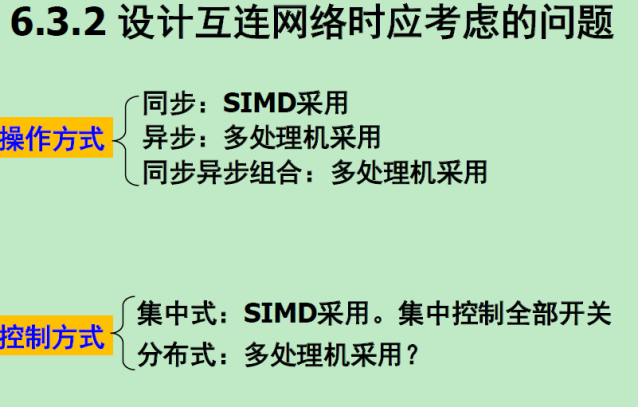 6.3.2 设计互连网络时应考虑的问题
操作方式
同步：SIMD采用
异步：多处理机采用
同步异步组合：多处理机采用
控制方式
集中式：SIMD采用。集中控制全部开关
分布式：多处理机采用？